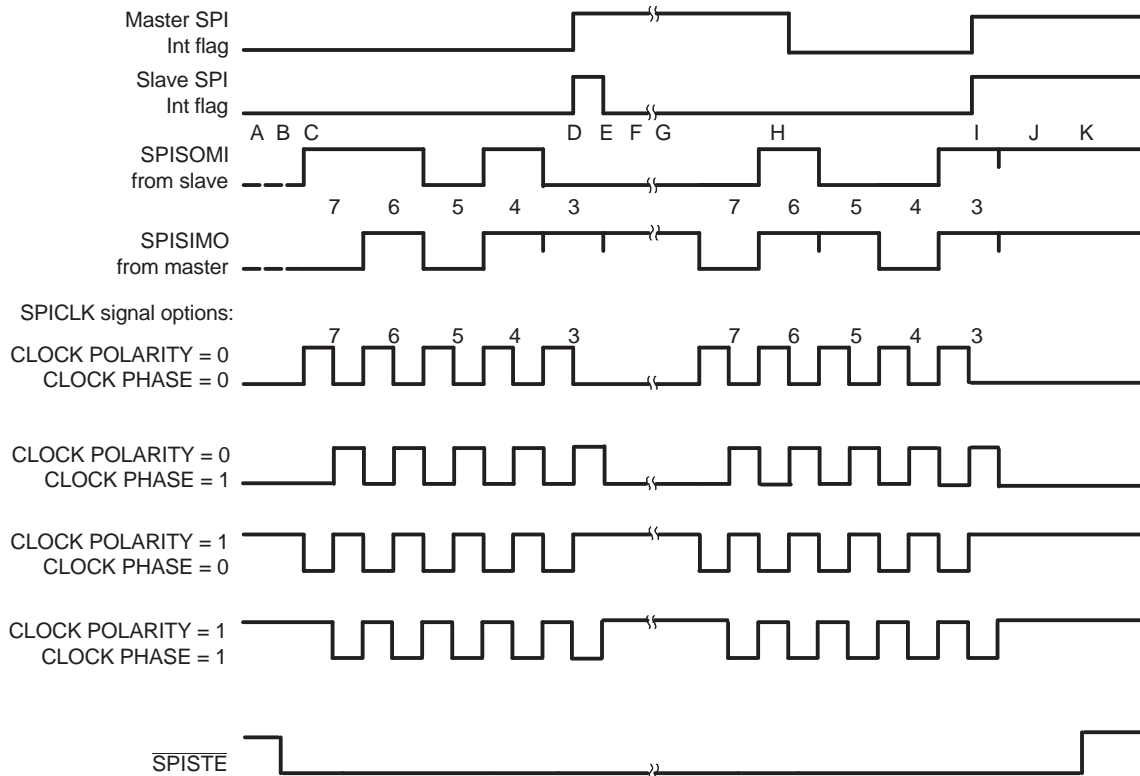 Master SPI
Int flag
Slave SPI
Int flag
A B C D E F G H I J K
SPISOMI
from slave
7 6 5 4 3 7 6 5 4 3
SPISIMO
from master
SPICLK signal options:
7 6 5 4 3 7 6 5 4 3
CLOCK POLARITY = 0
CLOCK PHASE = 0
CLOCK POLARITY = 0
CLOCK PHASE = 1
CLOCK POLARITY = 1
CLOCK PHASE = 0
CLOCK POLARITY = 1
CLOCK PHASE = 1
SPISTE